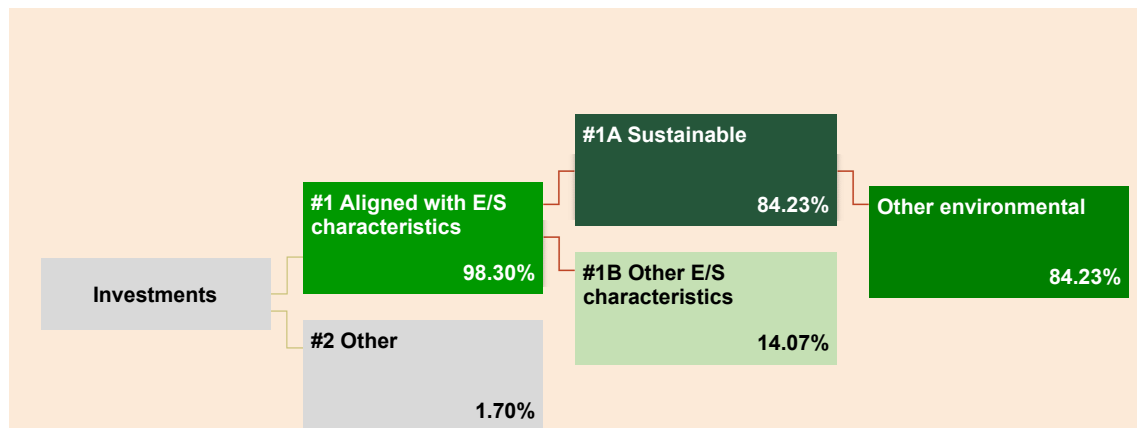 Investments
#1 Aligned with E/S
characteristics
98.30%
#2 Other
1.70%
#1A Sustainable
84.23%
#1B Other E/S
characteristics
14.07%
Other environmental
84.23%